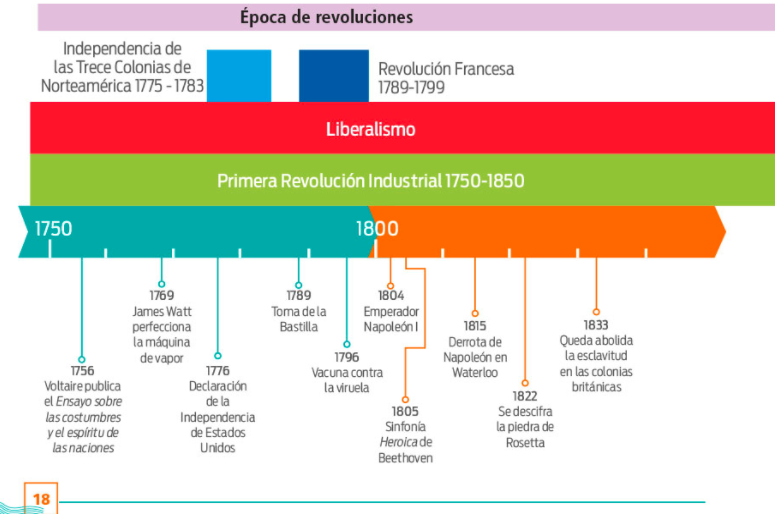 Época de revoluciones
Independencia de
las Trece Colonias de
Norteamérica 1775 - 1783
Revolución Francesa
1789-1799
Liberalismo
Primera Revolución Industrial 1750-1850
1750
1800
1756
Voltaire publica
el Ensayo sobre
las costumbres
y el espíritu de
las naciones
1769
James Watt
perfecciona
la máquina
de vapor
1776
Declaración
de la
Independencia
de Estados
Unidos
1789
Toma de la
Bastilla
1796
Vacuna contra
la viruela
1804
Emperador
Napoleón I
1805
Sinfonía
Heroica de
Beethoven
1815
Derrota de
Napoleón en
Waterloo
1822
Se descifra
la piedra de
Rosetta
1833
Queda abolida
la esclavitud
en las colonias
británicas
18